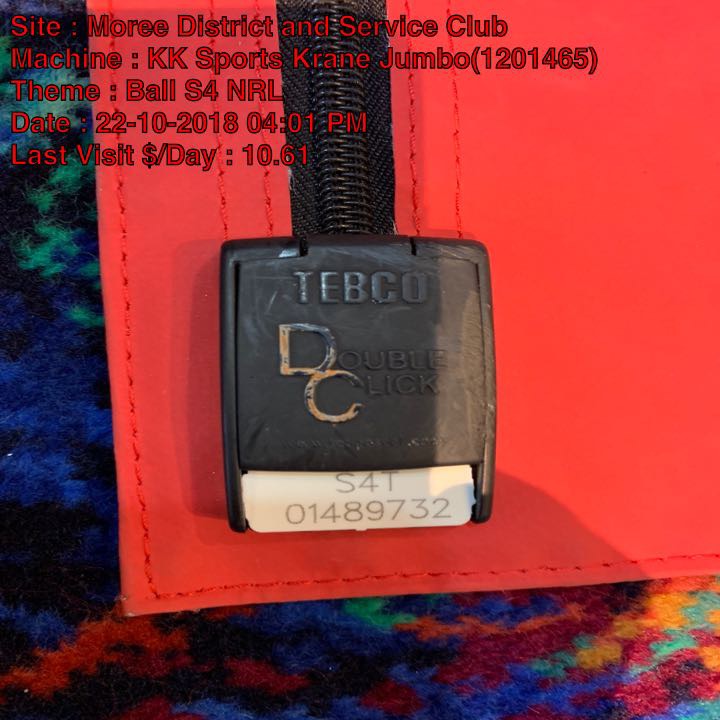 Site : Moree District and Service Club
Machine : KK Sports Krane Jumbo(1201465)
Theme : Ball S4 NRL
Date : 22-10-2018 04:01 PM
Last Visit $/Day : 10.61
TEBCO
DOUBLE
CLICK
S4T
01489732